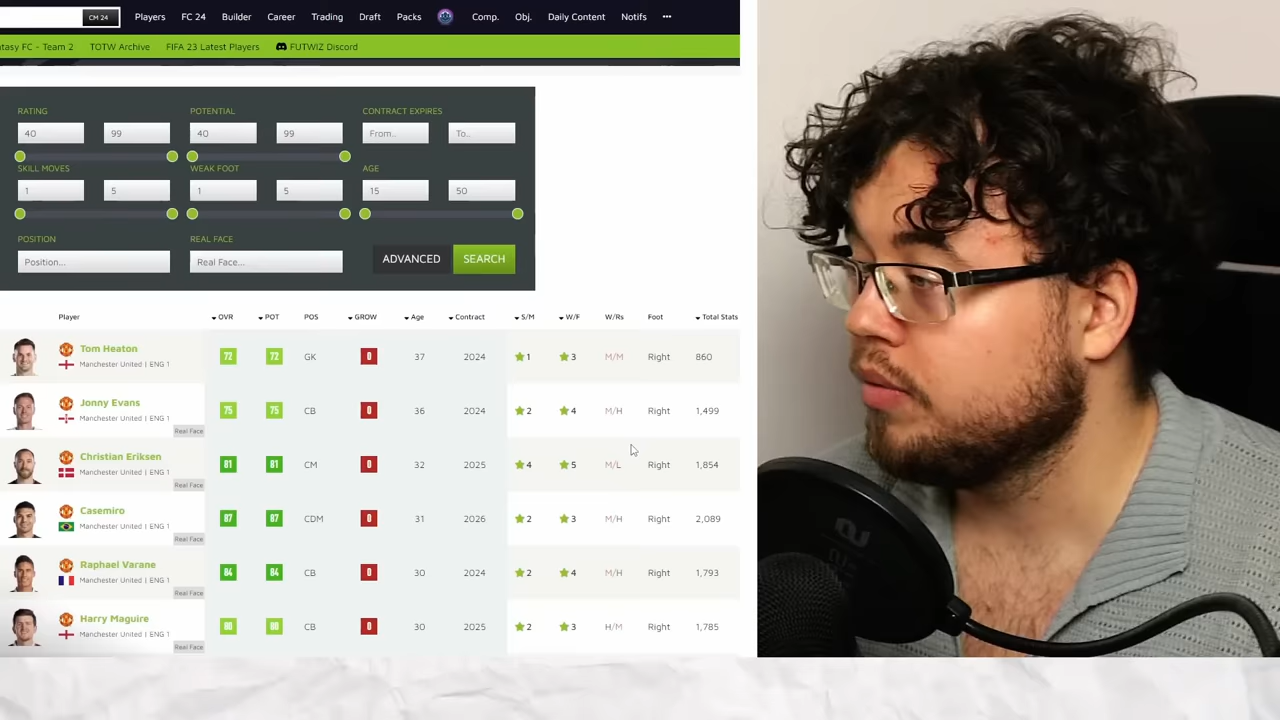 CM 24 Players FC 24 Builder Career Trading Draft Packs Comp. Obj. Daily Content Notifs •••
tasy FC - Team 2 TOTW Archive FIFA 23 Latest Players FUTWIZ Discord
RATING POTENTIAL CONTRACT EXPIRES
40 99 40 99 From.. To..
SKILL MOVES WEAK FOOT AGE
1 5 1 5 15 50
POSITION REAL FACE
Position... Real Face... ADVANCED SEARCH
Player OVR POT POS GROW Age Contract S/M W/F W/Rs Foot Total Stats
Tom Heaton
Manchester United | ENG 1
72 72 GK 0 37 2024 1 3 M/M Right 860
Jonny Evans
Manchester United | ENG 1
Real Face
75 75 CB 0 36 2024 2 4 M/H Right 1,499
Christian Eriksen
Manchester United | ENG 1
Real Face
81 81 CM 0 32 2025 4 5 M/L Right 1,854
Casemiro
Manchester United | ENG 1
Real Face
87 87 CDM 0 31 2026 2 3 M/H Right 2,089
Raphael Varane
Manchester United | ENG 1
Real Face
84 84 CB 0 30 2024 2 4 M/H Right 1,793
Harry Maguire
Manchester United | ENG 1
Real Face
80 80 CB 0 30 2025 2 3 H/M Right 1,785